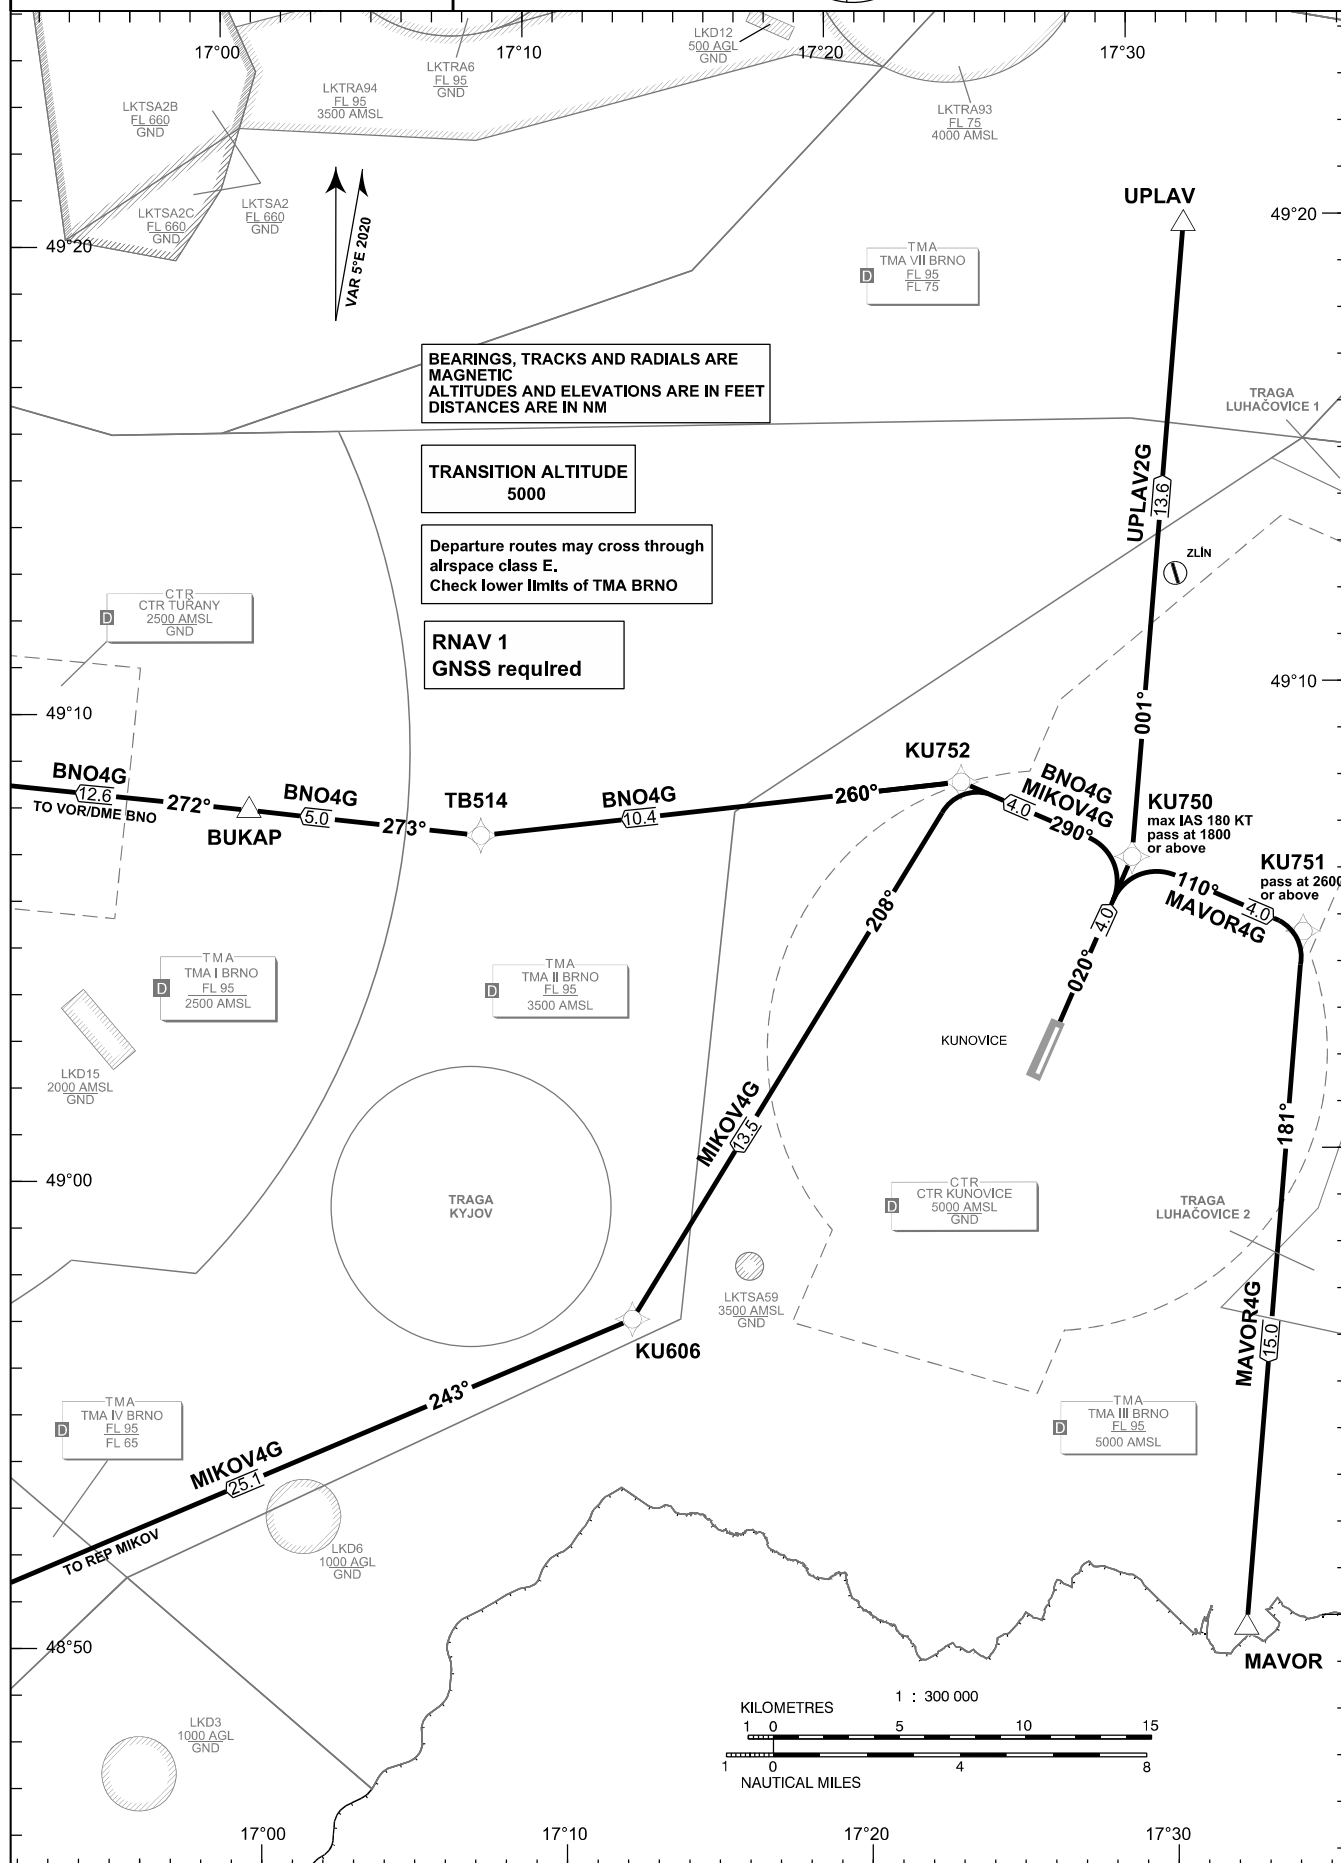 17°00
17°10
17°20
17°30
LKD12
500 AGL
GND
LKTRA6
FL 95
GND
LKTRA94
FL 95
3500 AMSL
LKTSA2B
FL 660
GND
LKTRA93
FL 75
4000 AMSL
LKTSA2C
FL 660
GND
LKTSA2
FL 660
GND
UPLAV
49°20
49°20
VAR 5°E 2020
TMA
TMA VII BRNO
FL 95
FL 75
D
BEARINGS, TRACKS AND RADIALS ARE
MAGNETIC
ALTITUDES AND ELEVATIONS ARE IN FEET
DISTANCES ARE IN NM
TRAGA
LUHAČOVICE 1
TRANSITION ALTITUDE
5000
UPLAV2G
13.6
Departure routes may cross through
airspace class E.
Check lower limits of TMA BRNO
ZLÍN
CTR
CTR TUŘANY
2500 AMSL
GND
D
RNAV 1
GNSS required
49°10
49°10
001°
KU752
BNO4G
12.6
272°
TO VOR/DME BNO
BUKAP
BNO4G
5.0
273°
TB514
BNO4G
10.4
260°
BNO4G
MIKOV4G
4.0
290°
KU750
max IAS 180 KT
pass at 1800
or above
KU751
pass at 2600
or above
110°
4.0
MAVOR4G
208°
4.0
020°
TMA
TMA I BRNO
FL 95
2500 AMSL
D
TMA
TMA II BRNO
FL 95
3500 AMSL
D
KUNOVICE
LKD15
2000 AMSL
GND
MIKOV4G
13.5
181°
49°00
TRAGA
KYJOV
CTR
CTR KUNOVICE
5000 AMSL
GND
D
TRAGA
LUHAČOVICE 2
LKTSA59
3500 AMSL
GND
MAVOR4G
15.0
KU606
243°
TMA
TMA IV BRNO
FL 95
FL 65
D
TMA
TMA III BRNO
FL 95
5000 AMSL
D
MIKOV4G
25.1
TO REP MIKOV
LKD6
1000 AGL
GND
48°50
MAVOR
1 : 300 000
KILOMETRES
1 0 5 10 15
1 0 4 8
NAUTICAL MILES
LKD3
1000 AGL
GND
17°00
17°10
17°20
17°30